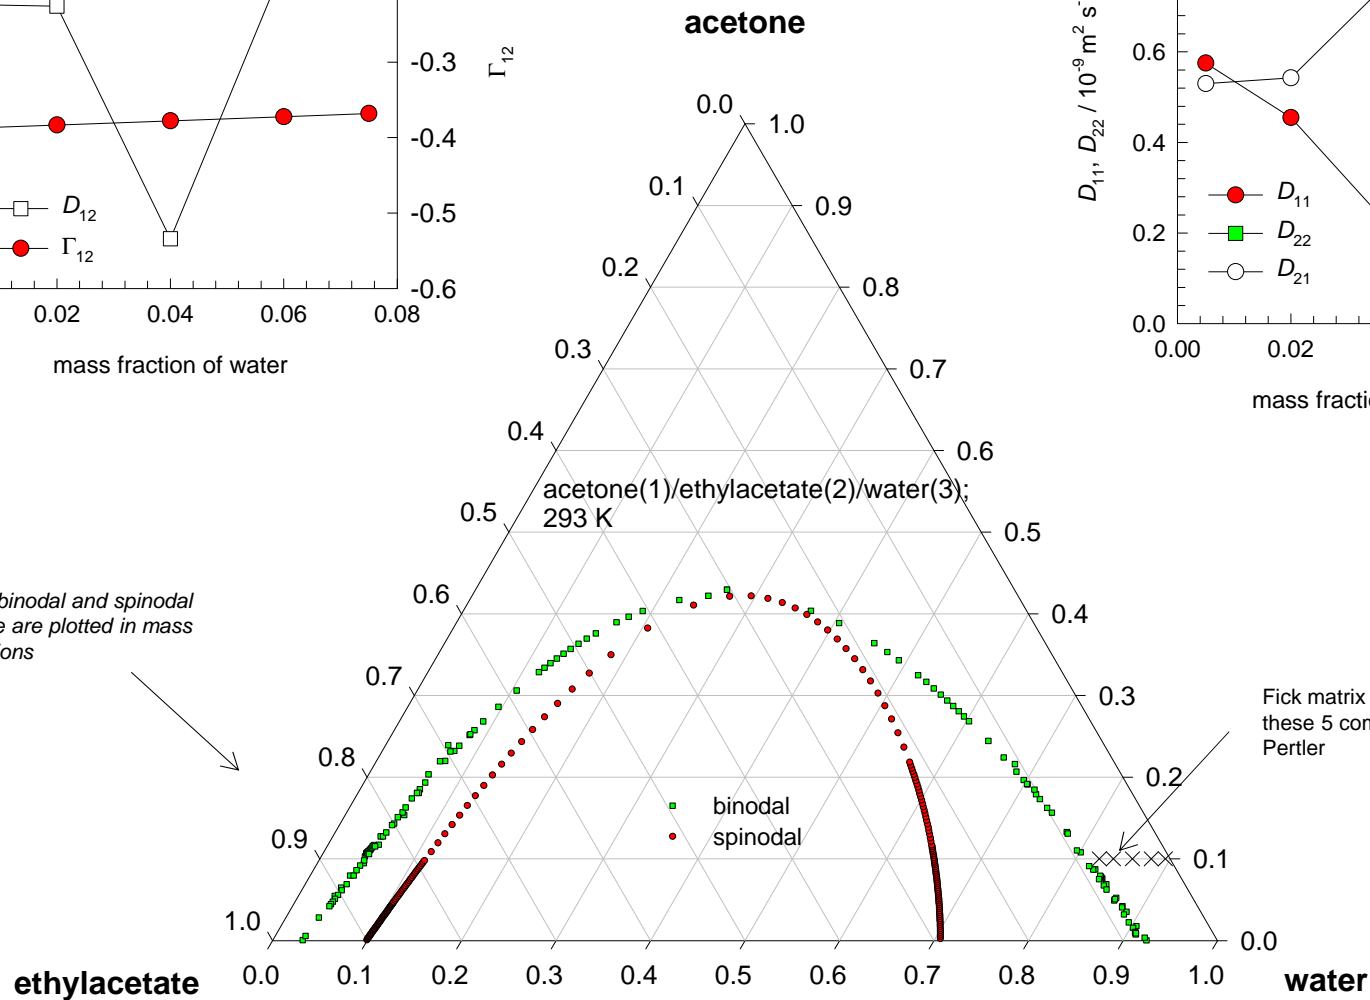 acetone
-0.3
-0.4
-0.5
-0.6
Γ12
D12
Γ12
0.02 0.04 0.06 0.08
mass fraction of water
D11, D22 / 10-9 m2 s-
0.6
0.4
0.2
0.0
D11
D22
D21
0.00 0.02
mass
0.0
0.1
0.2
0.3
0.4
0.5
0.6
0.7
0.8
0.9
1.0
1.0
0.9
0.8
0.7
0.6
0.5
0.4
0.3
0.2
0.1
0.0
acetone(1)/ethylacetate(2)/water(3);
293 K
binodal and spinodal
are plotted in mass
Fick matrix
these 5
Pertler
binodal
spinodal
0.0 0.1 0.2 0.3 0.4 0.5 0.6 0.7 0.8 0.9 1.0
ethylacetate
water